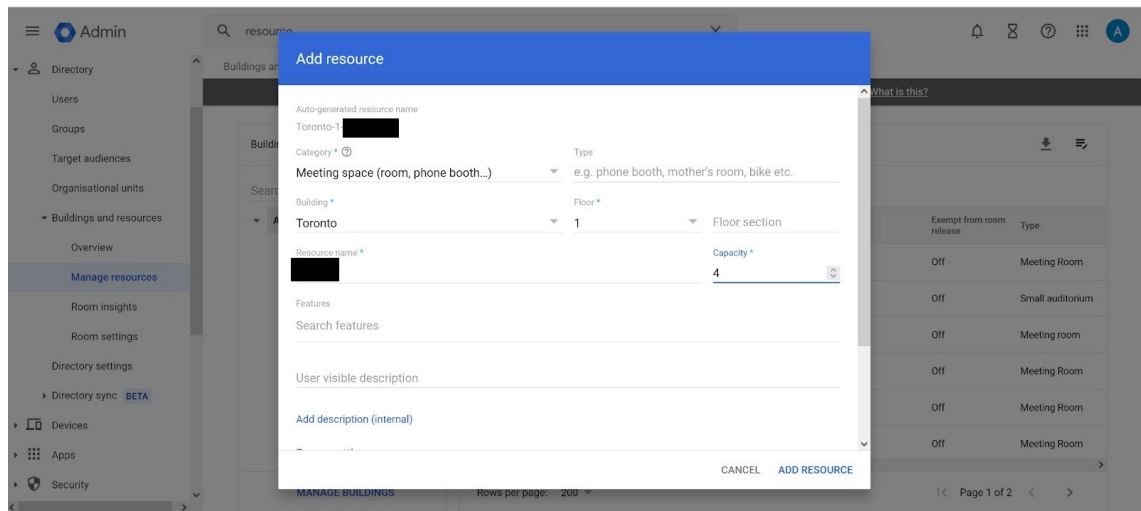 Admin
resource
A
Directory
Users
Groups
Target audiences
Organisational units
Buildings and resources
Overview
Manage resources
Room insights
Room settings
Directory settings
Directory sync BETA
Devices
Apps
Security
What is this?
Exempt from room release Type
Off Meeting Room
Off Small auditorium
Off Meeting room
Off Meeting Room
Off Meeting Room
Off Meeting Room
MANAGE BUILDINGS Rows per page: 200 Page 1 of 2
Add resource
Auto-generated resource name
Toronto-1-
Category * Type
Meeting space (room, phone booth...) e.g. phone booth, mother's room, bike etc.
Building * Floor *
Toronto 1 Floor section
Resource name * Capacity *
4
Features
Search features
User visible description
Add description (internal)
CANCEL ADD RESOURCE